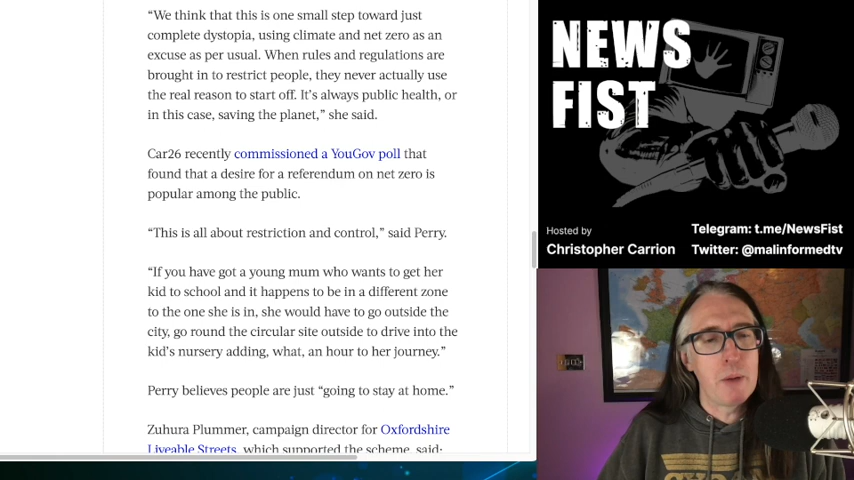 “We think that this is one small step toward just
complete dystopia, using climate and net zero as an
excuse as per usual. When rules and regulations are
brought in to restrict people, they never actually use
the real reason to start off. It’s always public health, or
in this case, saving the planet,” she said.
Car26 recently commissioned a YouGov poll that
found that a desire for a referendum on net zero is
popular among the public.
“This is all about restriction and control,” said Perry.
“If you have got a young mum who wants to get her
kid to school and it happens to be in a different zone
to the one she is in, she would have to go outside the
city, go round the circular site outside to drive into the
kid’s nursery adding, what, an hour to her journey.”
Perry believes people are just “going to stay at home.”
Zuhura Plummer, campaign director for Oxfordshire
Liveable Streets, which supported the scheme, said:
NEWS
FIST
Hosted by
Christopher Carrion
Telegram: t.me/NewsFist
Twitter: @malinformedtv